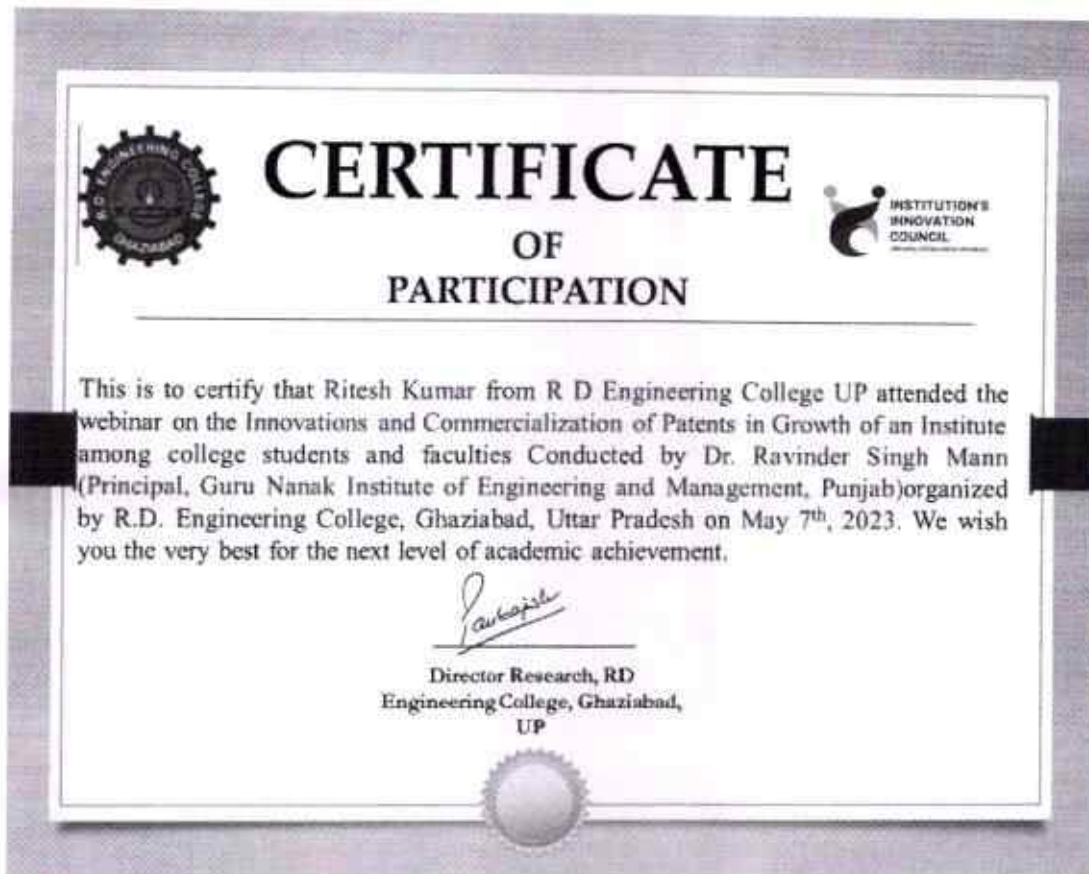 R.D. ENGINEERING COLLEGE
GHAZIABAD
CERTIFICATE
OF
PARTICIPATION
INSTITUTION'S
INNOVATION
COUNCIL
This is to certify that Ritesh Kumar from R D Engineering College UP attended the
webinar on the Innovations and Commercialization of Patents in Growth of an Institute
among college students and faculties Conducted by Dr. Ravinder Singh Mann
(Principal, Guru Nanak Institute of Engineering and Management, Punjab)organized
by R.D. Engineering College, Ghaziabad, Uttar Pradesh on May 7th, 2023. We wish
you the very best for the next level of academic achievement.
Director Research, RD
Engineering College, Ghaziabad,
UP